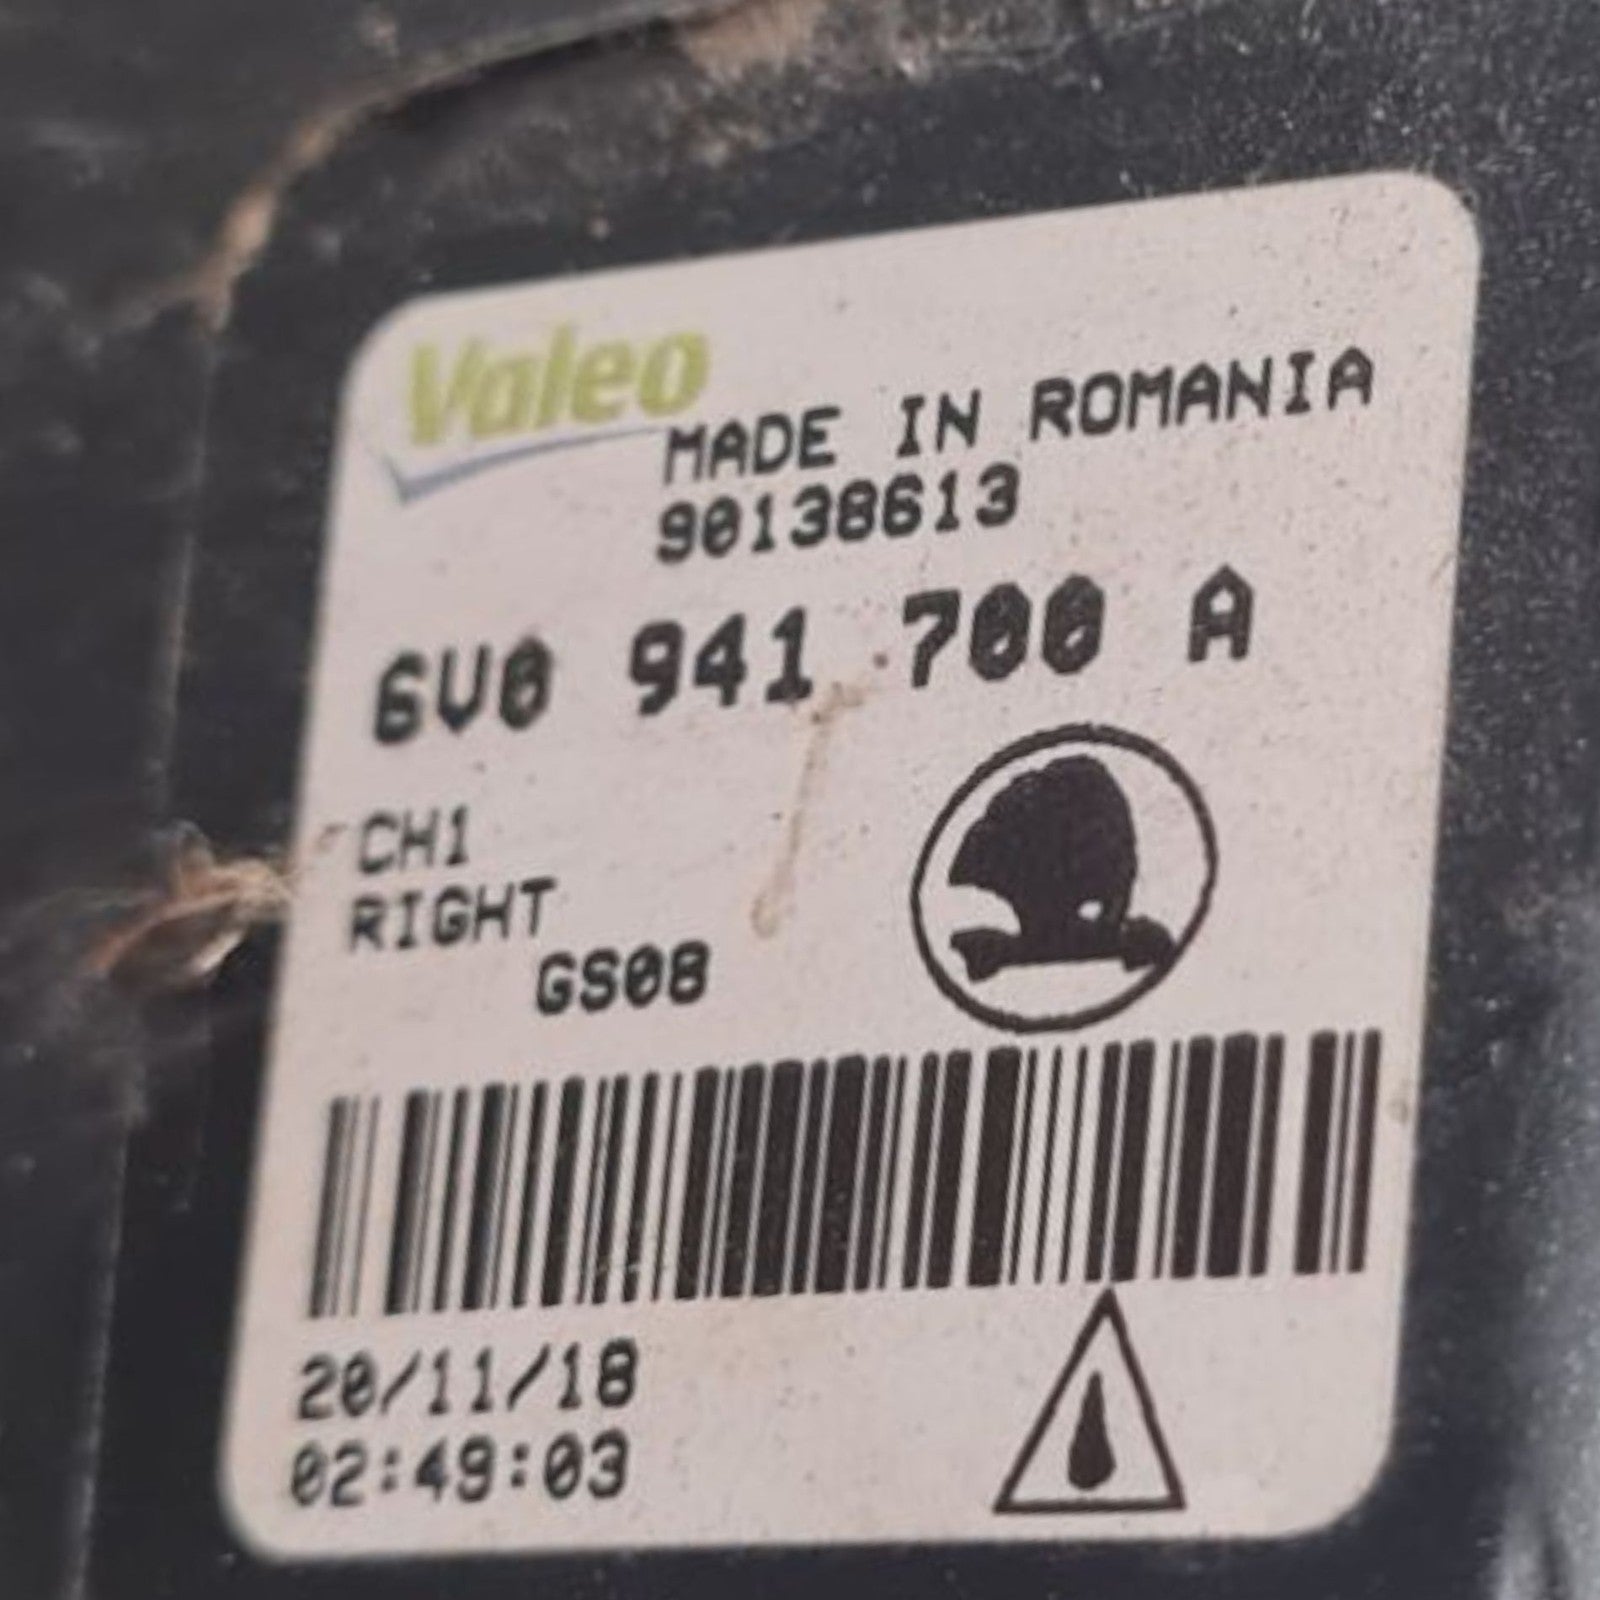 Valeo
MADE IN ROMANIA
90138613
6V0 941 700 A
CH1
RIGHT
GS08
20/11/18
02:49:03